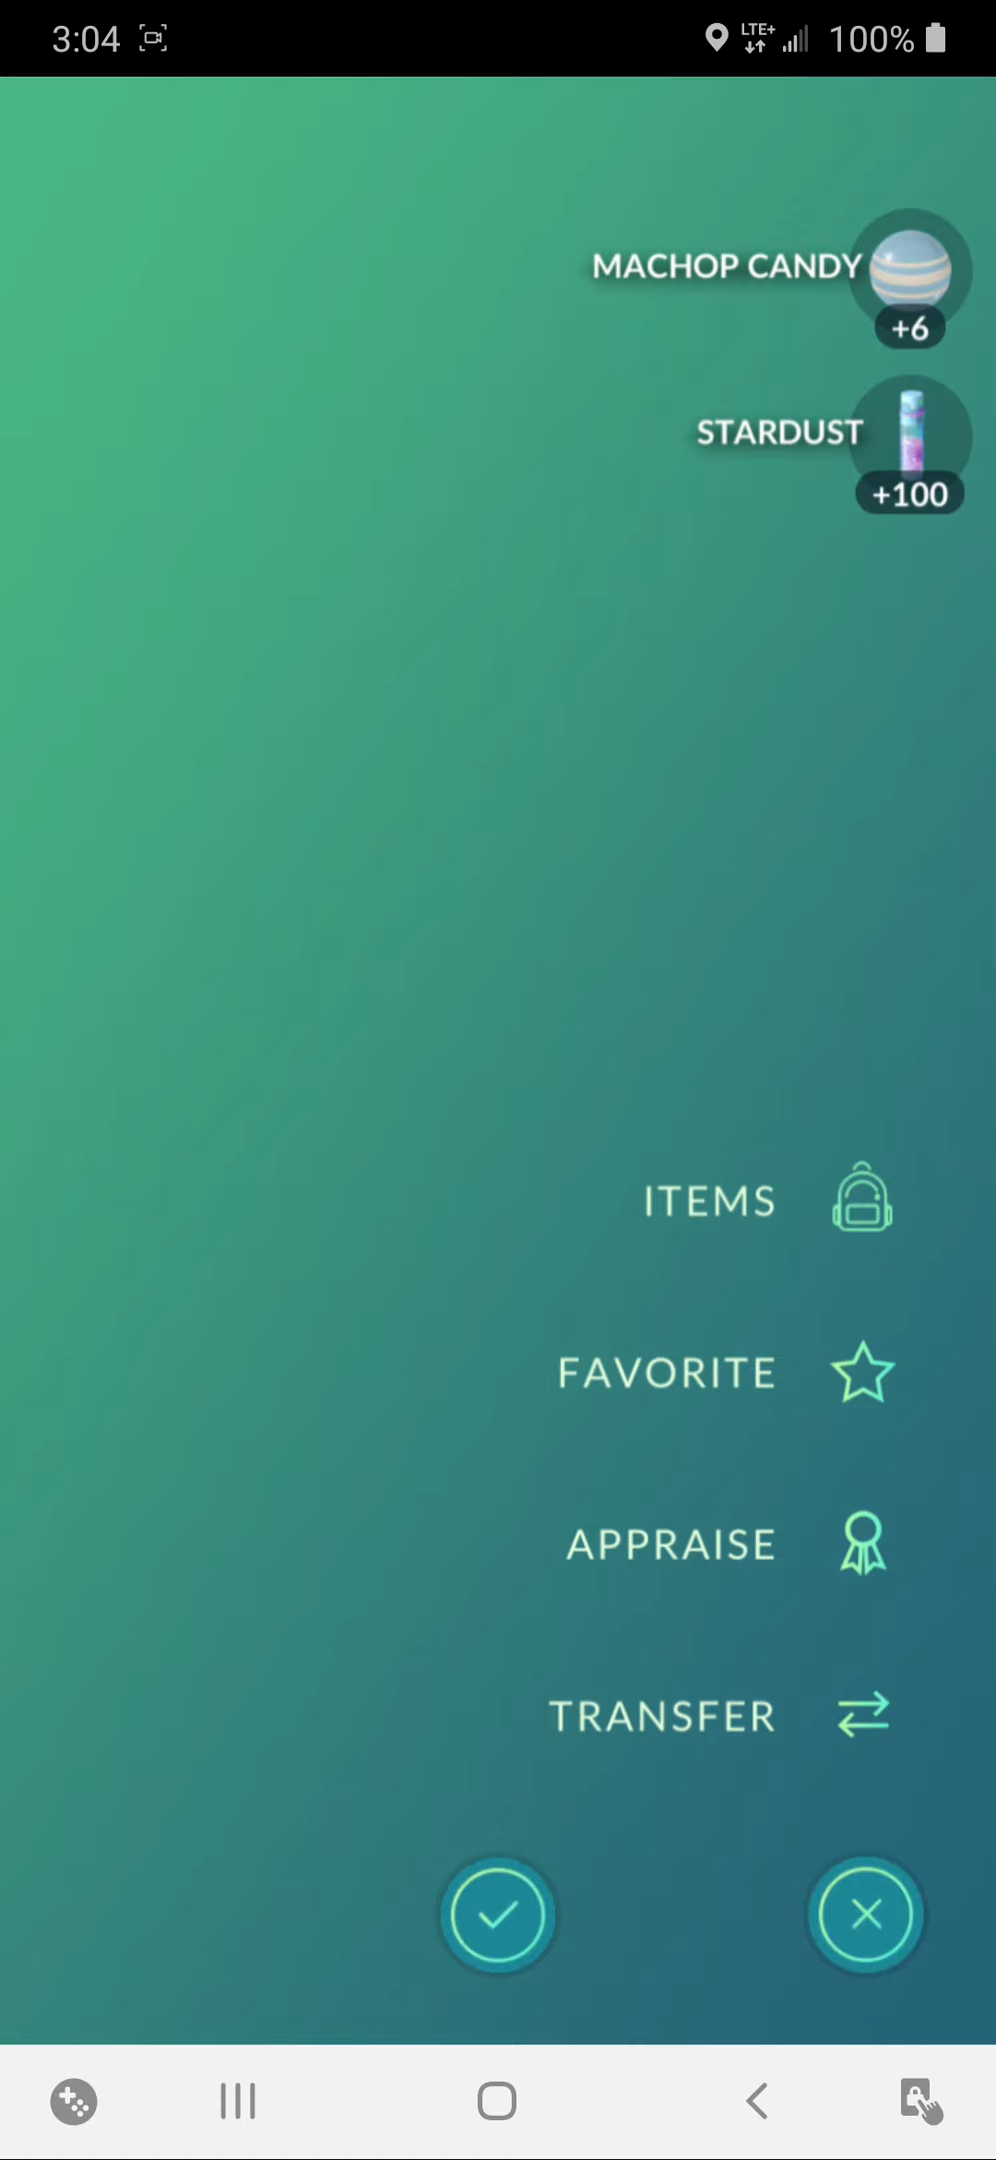 3:04
LTE+
100%
MACHOP CANDY
+6
STARDUST
+100
ITEMS
FAVORITE
APPRAISE
TRANSFER